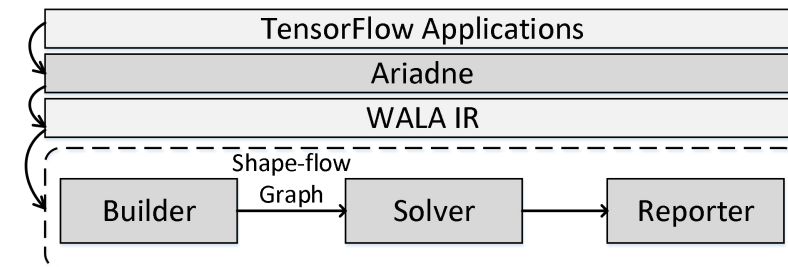 TensorFlow Applications
Ariadne
WALA IR
Shape-flow
Graph
Builder
Solver
Reporter